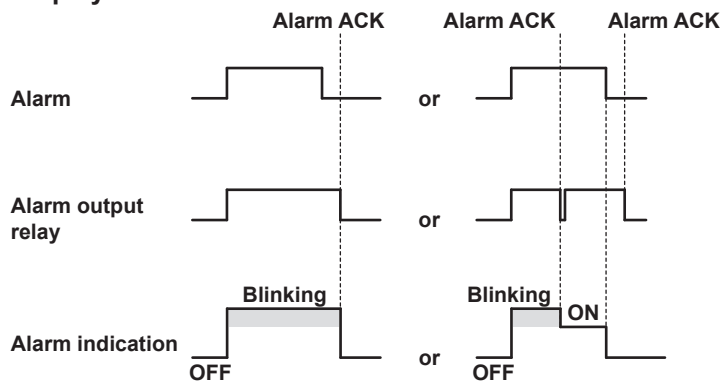 Alarm ACK Alarm ACK Alarm ACK
Alarm or
Alarm output
relay or
Blinking Blinking ON
Alarm indication or
OFF OFF